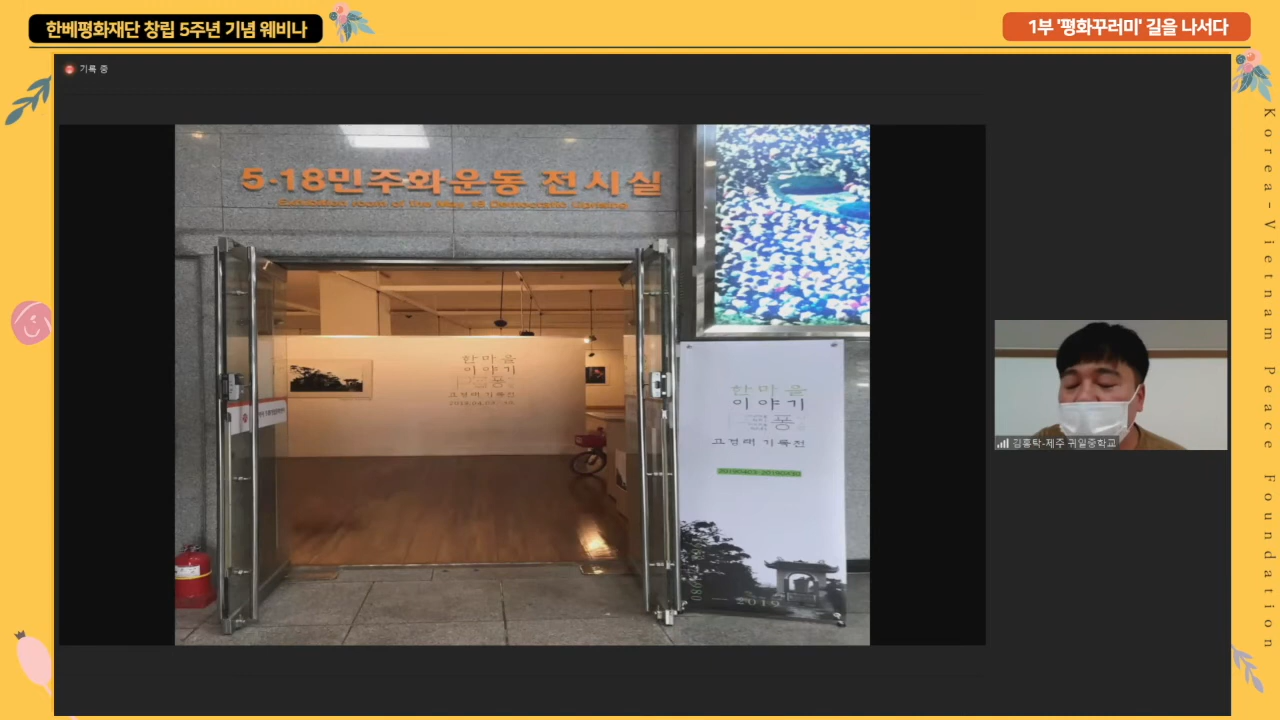 한베평화재단 창립 5주년 기념 웨비나
1부 '평화꾸러미' 길을 나서다
기록 중
5·18민주화운동 전시실
Exhibition room of the May 18 Democratic Uprising
한마을
이야기
고경태 기록전
한마을
이야기
퐁
고경태 기록전
2019
김홍탁-제주 귀일중학교
Korea-Vietnam Peace Foundation